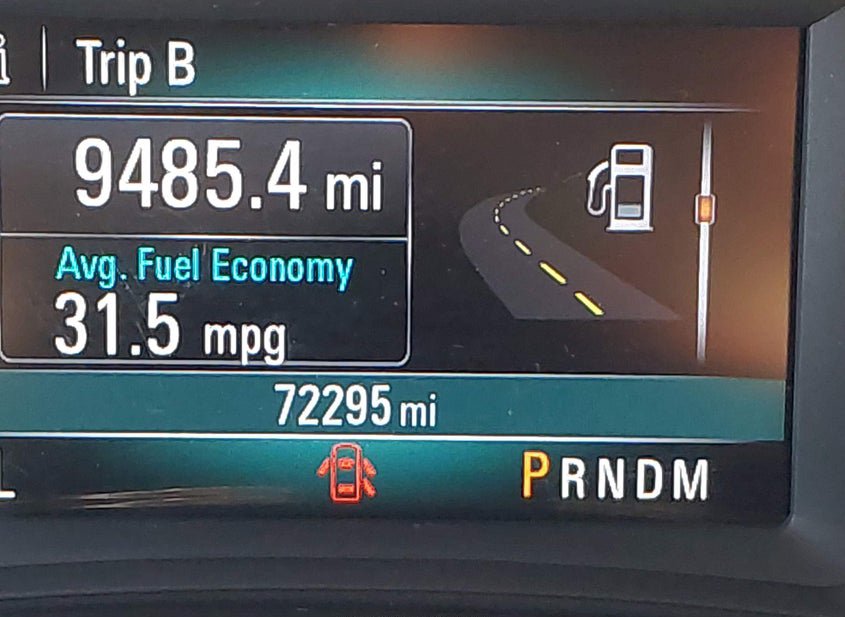 Trip B
9485.4 mi
Avg. Fuel Economy
31.5 mpg
72295 mi
PRNDM